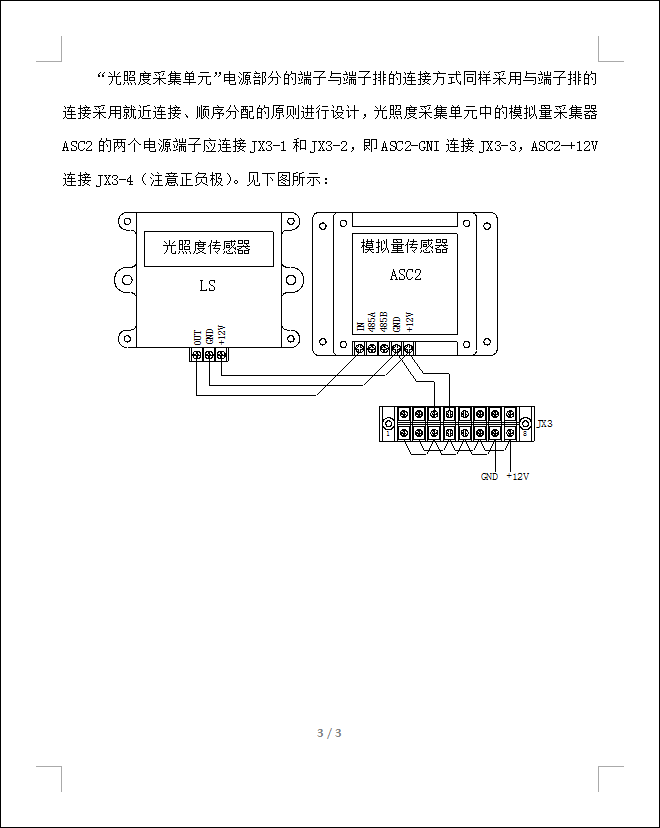 “光照度采集单元”电源部分的端子与端子排的连接方式同样采用与端子排的
连接采用就近连接、顺序分配的原则进行设计，光照度采集单元中的模拟量采集器
ASC2 的两个电源端子应连接 JX3-1 和 JX3-2，即 ASC2-GNI 连接 JX3-3，ASC2-+12V
连接 JX3-4（注意正负极）。见下图所示：
光照度传感器
LS
OUT
GND
+12V
模拟量传感器
ASC2
IN
485A
485B
GND
+12V
JX3
1
8
GND
+12V
3 / 3